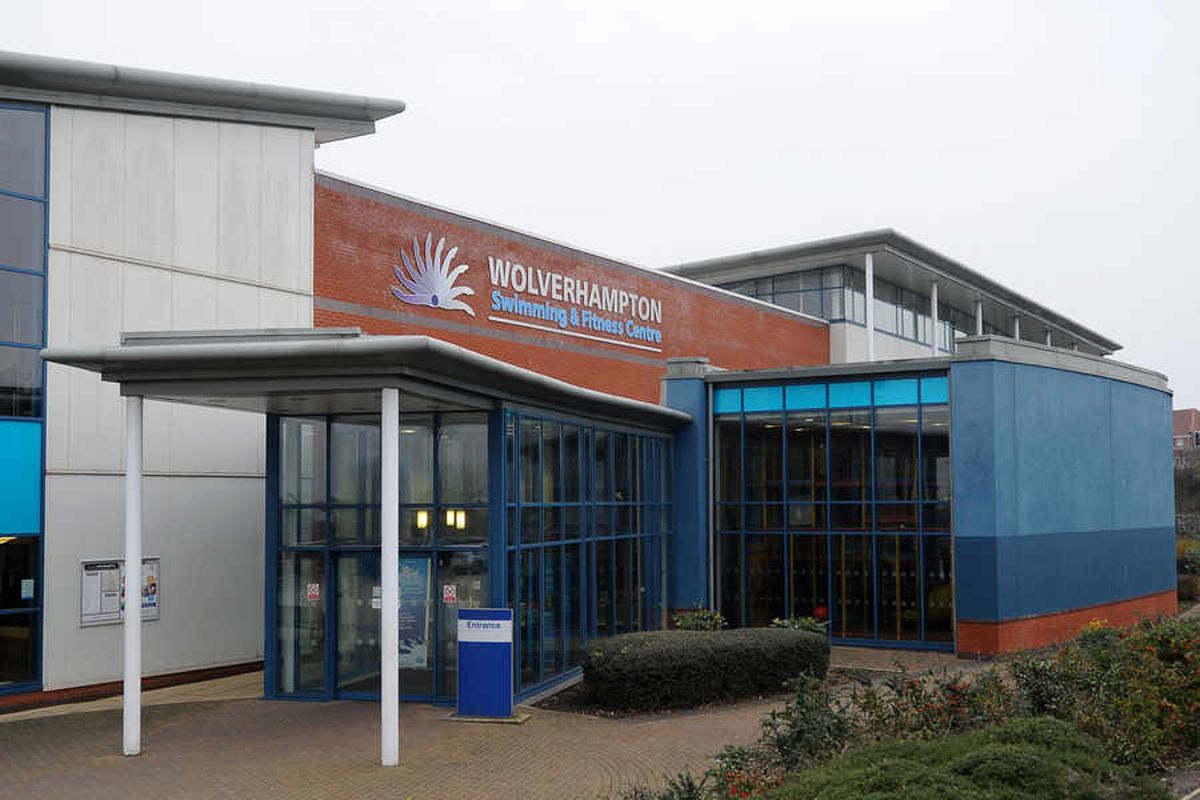 WOLVERHAMPTON
Swimming & Fitness Centre
Entrance